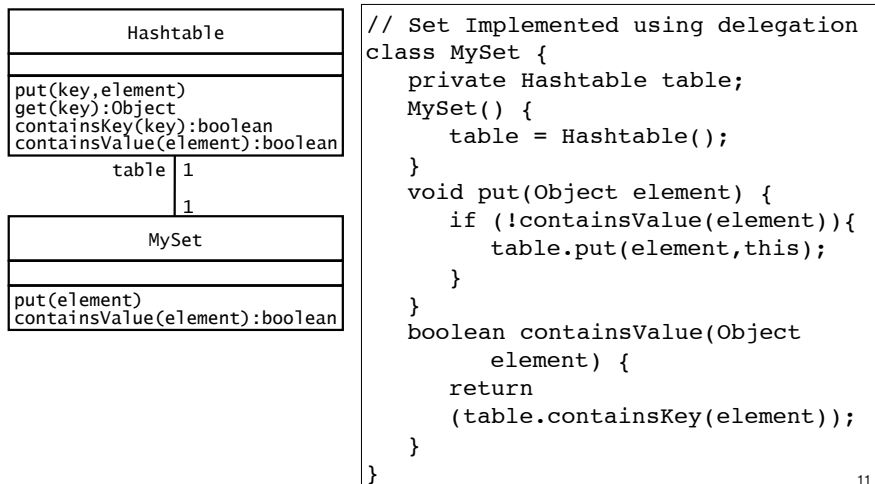 Hashtable
put(key,element)
get(key):Object
containsKey(key):boolean
containsValue(element):boolean
table 1
1
MySet
put(element)
containsValue(element):boolean
// Set Implemented using delegation
class MySet {
   private Hashtable table;
   MySet() {
      table = Hashtable();
   }
   void put(Object element) {
      if (!containsValue(element)){
         table.put(element,this);
      }
   }
   boolean containsValue(Object
         element) {
      return
      (table.containsKey(element));
   }
}
11